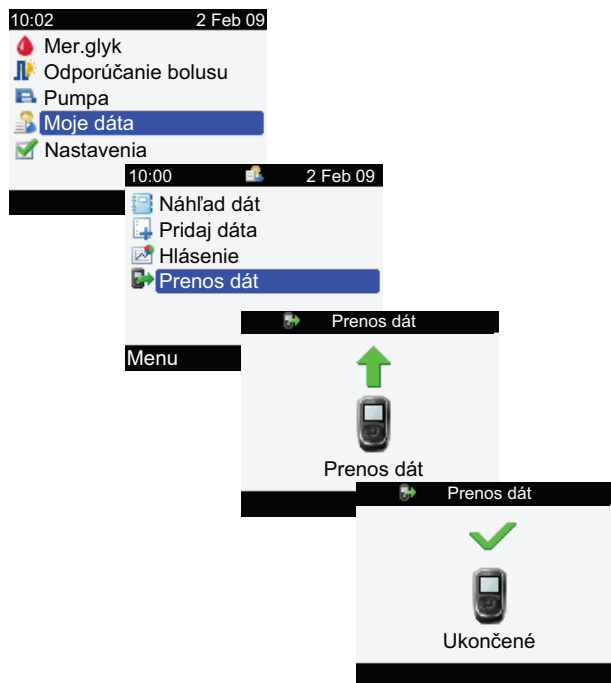 10:02 2 Feb 09
Mer.glyk
Odporúčanie bolusu
Pumpa
Moje dáta
Nastavenia
10:00 2 Feb 09
Náhľad dát
Pridaj dáta
Hlásenie
Prenos dát
Menu
Prenos dát
Prenos dát
Prenos dát
Ukončené